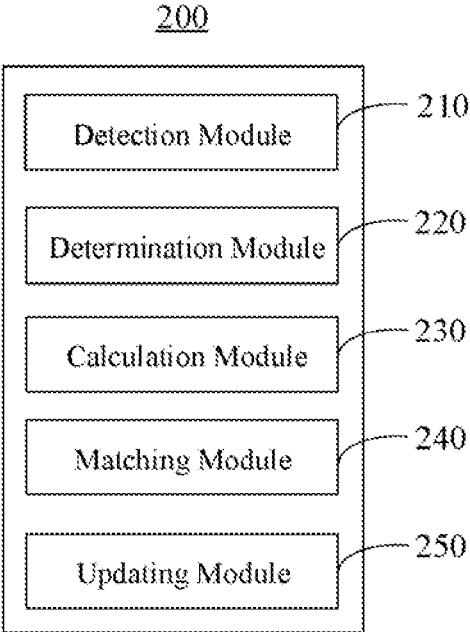 200
Detection Module
210
Determination Module
220
Calculation Module
230
Matching Module
240
Updating Module
250